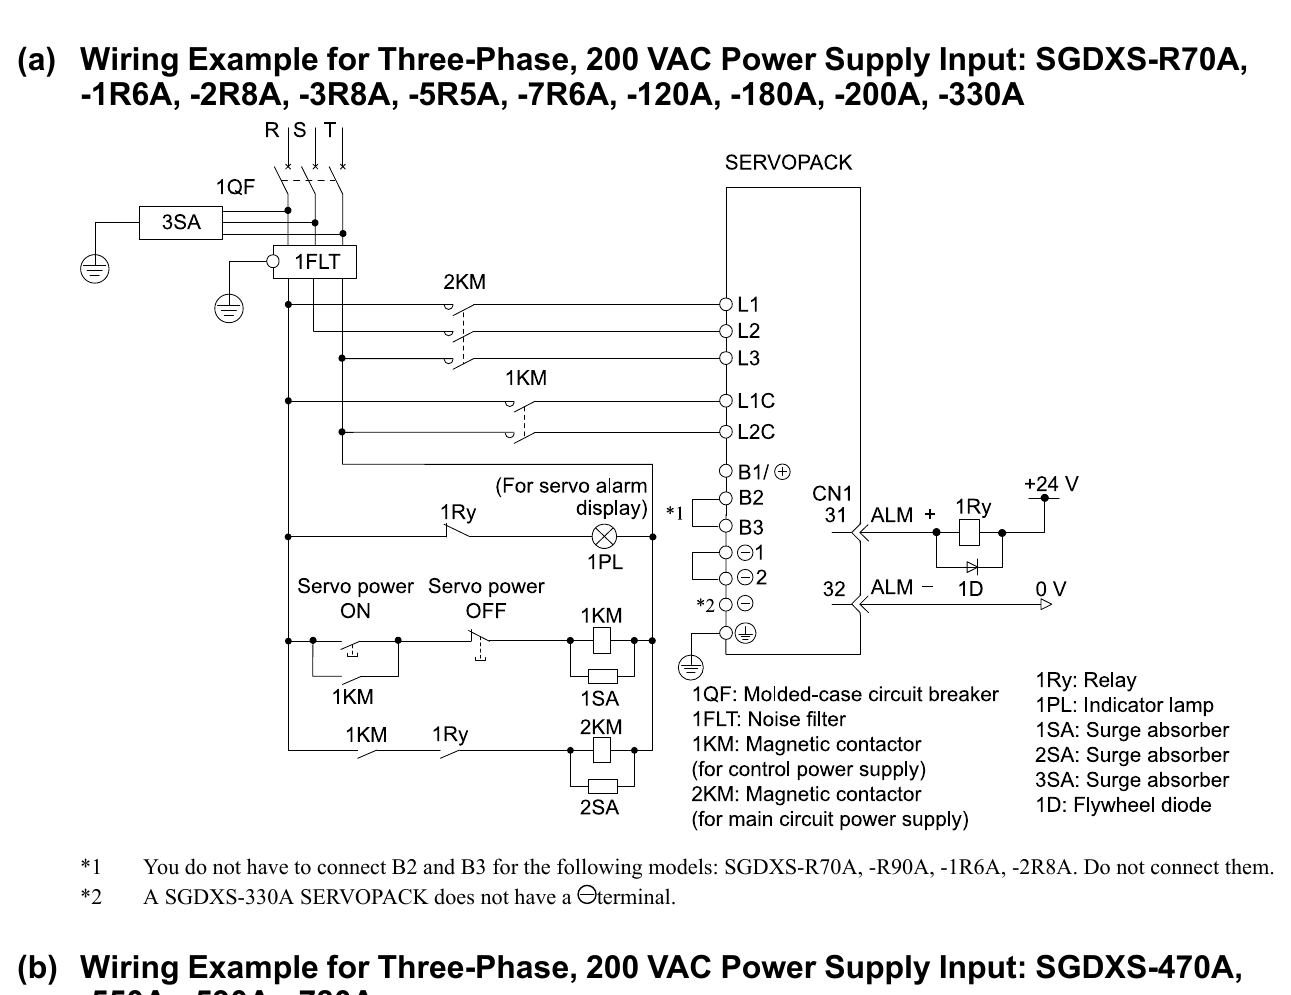 (a) Wiring Example for Three-Phase, 200 VAC Power Supply Input: SGDXS-R70A,
-1R6A, -2R8A, -3R8A, -5R5A, -7R6A, -120A, -180A, -200A, -330A
R S T
SERVOPACK
1QF
3SA
1FLT
2KM
L1
L2
L3
1KM
L1C
L2C
B1/ ⊕
B2
*1
B3
⊖1
⊖2
*2 ⊖
(For servo alarm
display)
1Ry
1PL
CN1
31 ALM +
1Ry
+24 V
32 ALM −
1D
0 V
Servo power
ON
Servo power
OFF
1KM
1KM
1SA
1KM
1Ry
2KM
2SA
1QF: Molded-case circuit breaker
1FLT: Noise filter
1KM: Magnetic contactor
(for control power supply)
2KM: Magnetic contactor
(for main circuit power supply)
1Ry: Relay
1PL: Indicator lamp
1SA: Surge absorber
2SA: Surge absorber
3SA: Surge absorber
1D: Flywheel diode
*1 You do not have to connect B2 and B3 for the following models: SGDXS-R70A, -R90A, -1R6A, -2R8A. Do not connect them.
*2 A SGDXS-330A SERVOPACK does not have a ⊖terminal.
(b) Wiring Example for Three-Phase, 200 VAC Power Supply Input: SGDXS-470A,